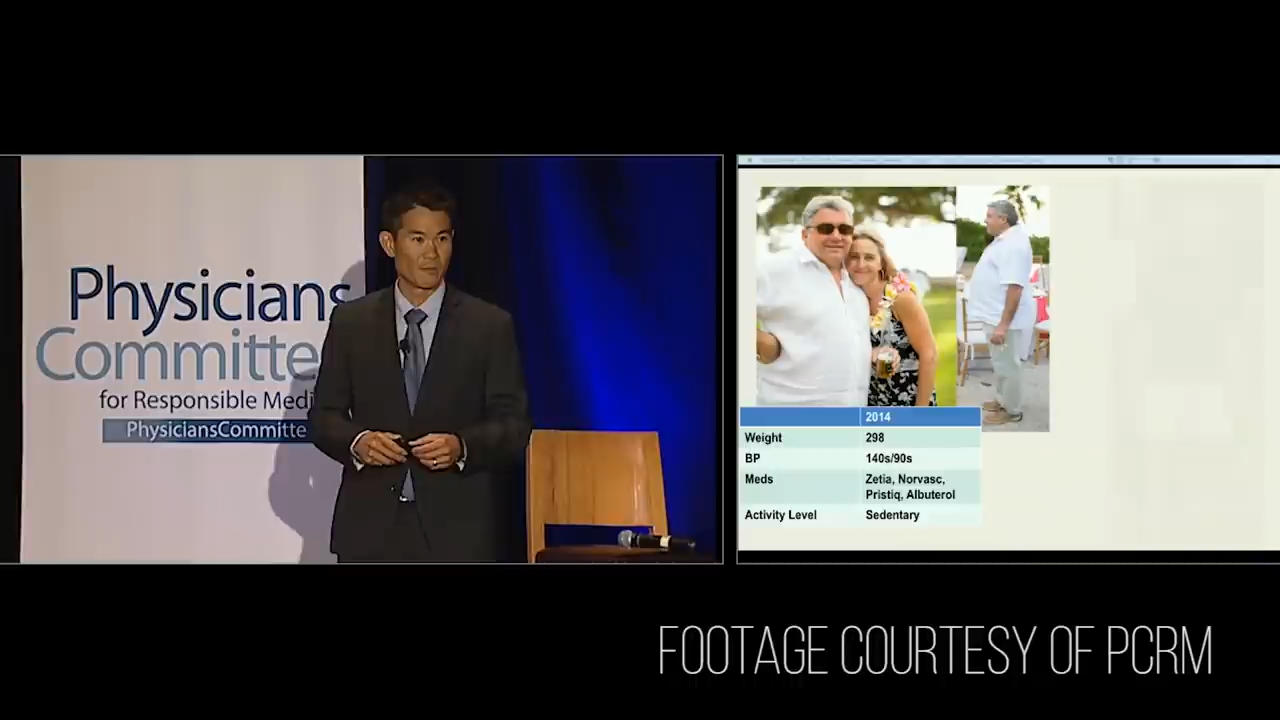 Physicians
Committe
for Responsible Medi
PhysiciansCommitte
2014
Weight 298
BP 140s/90s
Meds Zetia, Norvasc,
Pristiq, Albuterol
Activity Level Sedentary
FOOTAGE COURTESY OF PCRM